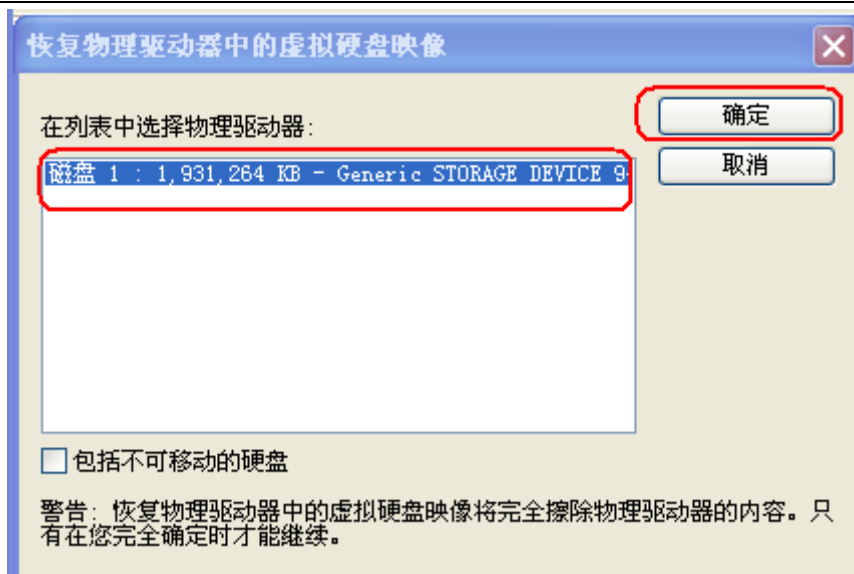 恢复物理驱动器中的虚拟硬盘映像
在列表中选择物理驱动器:
确定
磁盘 1 : 1,931,264 KB - Generic STORAGE DEVICE 9
取消
包括不可移动的硬盘
警告: 恢复物理驱动器中的虚拟硬盘映像将完全擦除物理驱动器的内容。只
有在您完全确定时才能继续。